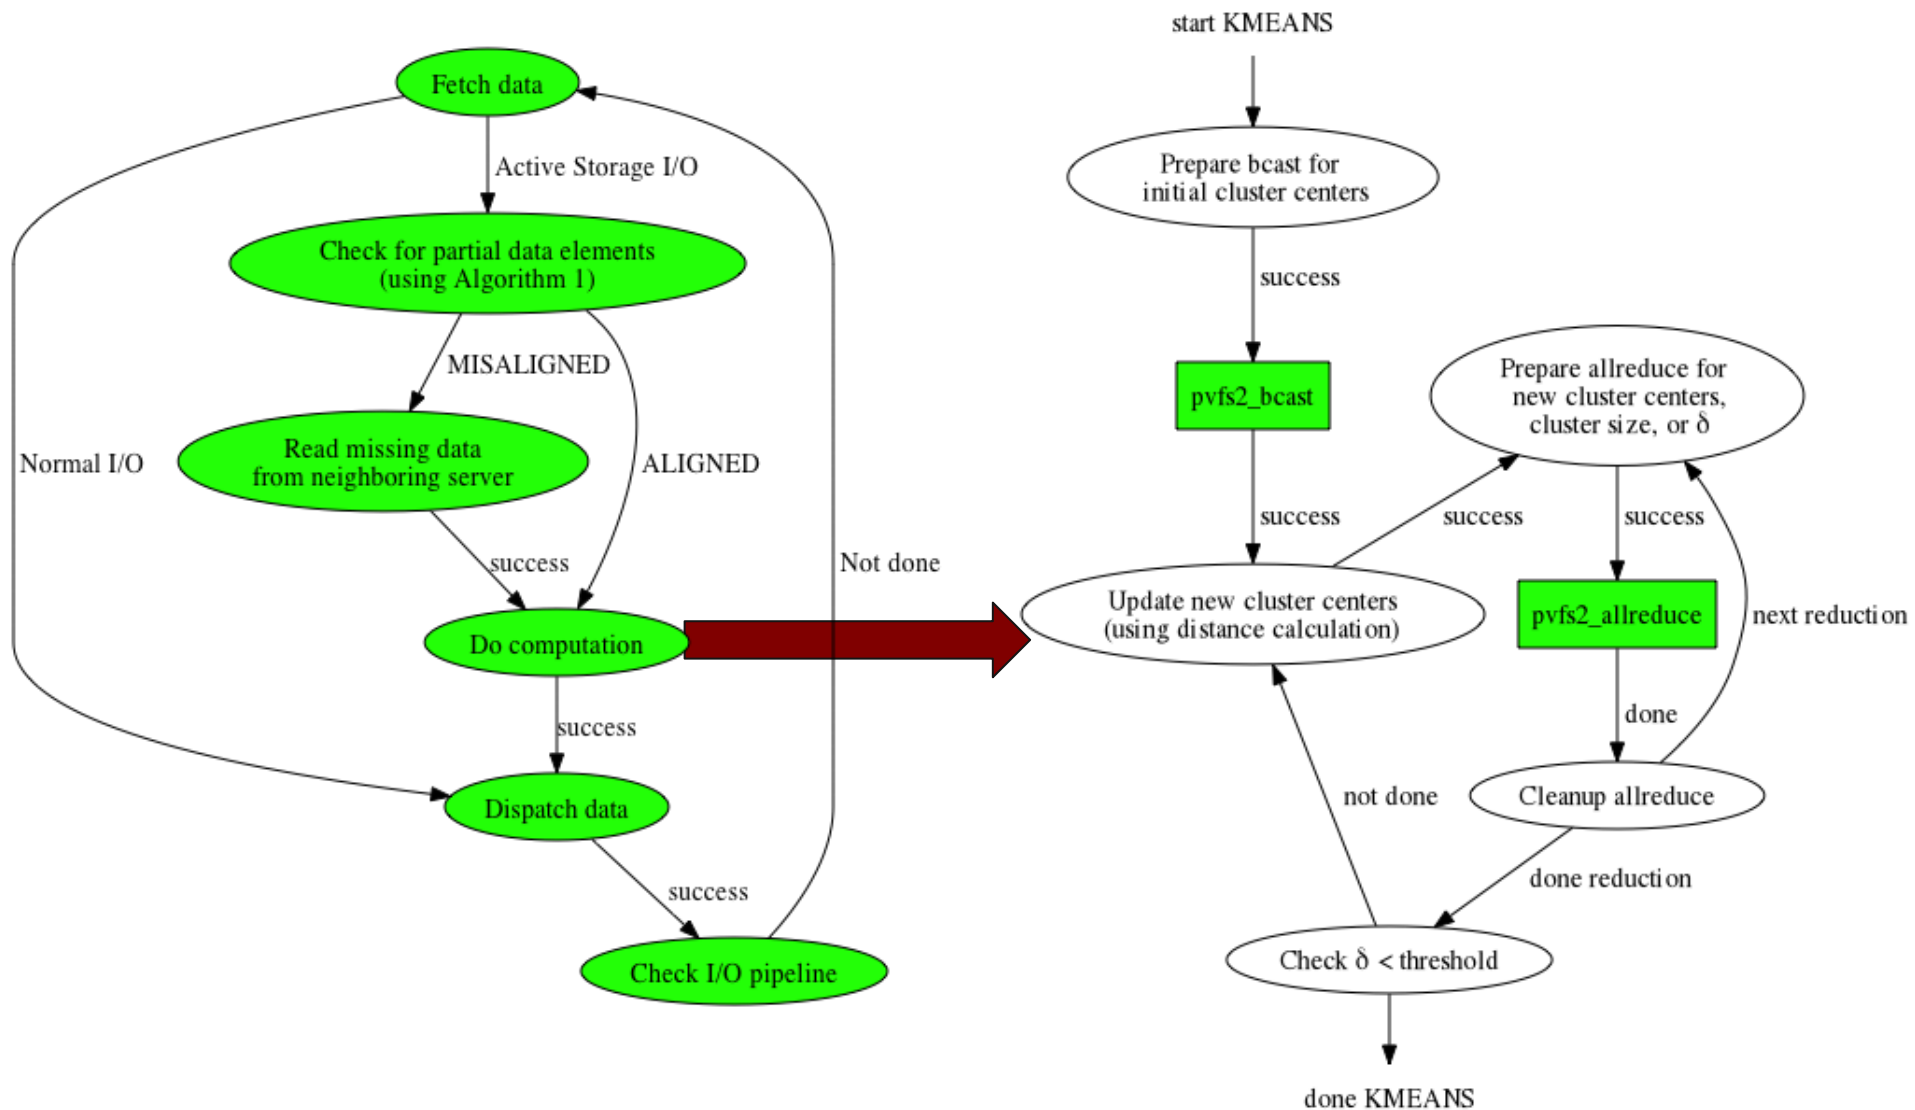 start KMEANS
Fetch data
Active Storage I/O
Prepare bcast for
initial cluster centers
Check for partial data elements
(using Algorithm 1)
success
MISALIGNED
ALIGNED
Normal I/O
Read missing data
from neighboring server
pvfs2_bcast
Prepare allreduce for
new cluster centers,
cluster size, or δ
success
success
success
success
Not done
Do computation
Update new cluster centers
(using distance calculation)
pvfs2_allreduce
next reduction
success
done
Dispatch data
not done
Cleanup allreduce
success
done reduction
Check I/O pipeline
Check δ < threshold
done KMEANS